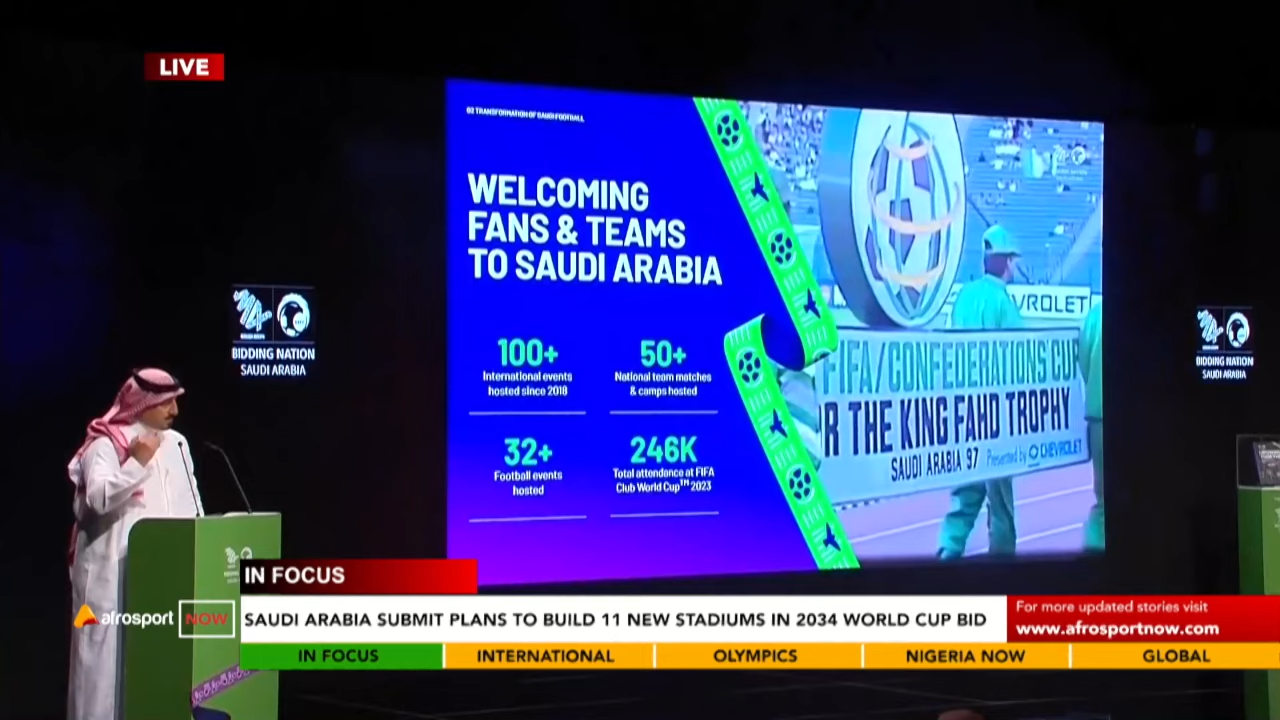 LIVE
02 TRANSFORMATION OF SAUDI FOOTBALL
WELCOMING
FANS & TEAMS
TO SAUDI ARABIA
100+
International events
hosted since 2018
50+
National team matches
& camps hosted
32+
Football events
hosted
246K
Total attendance at FIFA
Club World Cup™ 2023
VROLET
FIFA/CONFEDERATIONS CUP
R THE KING FAHD TROPHY
SAUDI ARABIA 97 Presented by CHEVROLET
BIDDING NATION
SAUDI ARABIA
BIDDING NATION
SAUDI ARABIA
IN FOCUS
afrosport NOW
SAUDI ARABIA SUBMIT PLANS TO BUILD 11 NEW STADIUMS IN 2034 WORLD CUP BID
For more updated stories visit
www.afrosportnow.com
IN FOCUS
INTERNATIONAL
OLYMPICS
NIGERIA NOW
GLOBAL